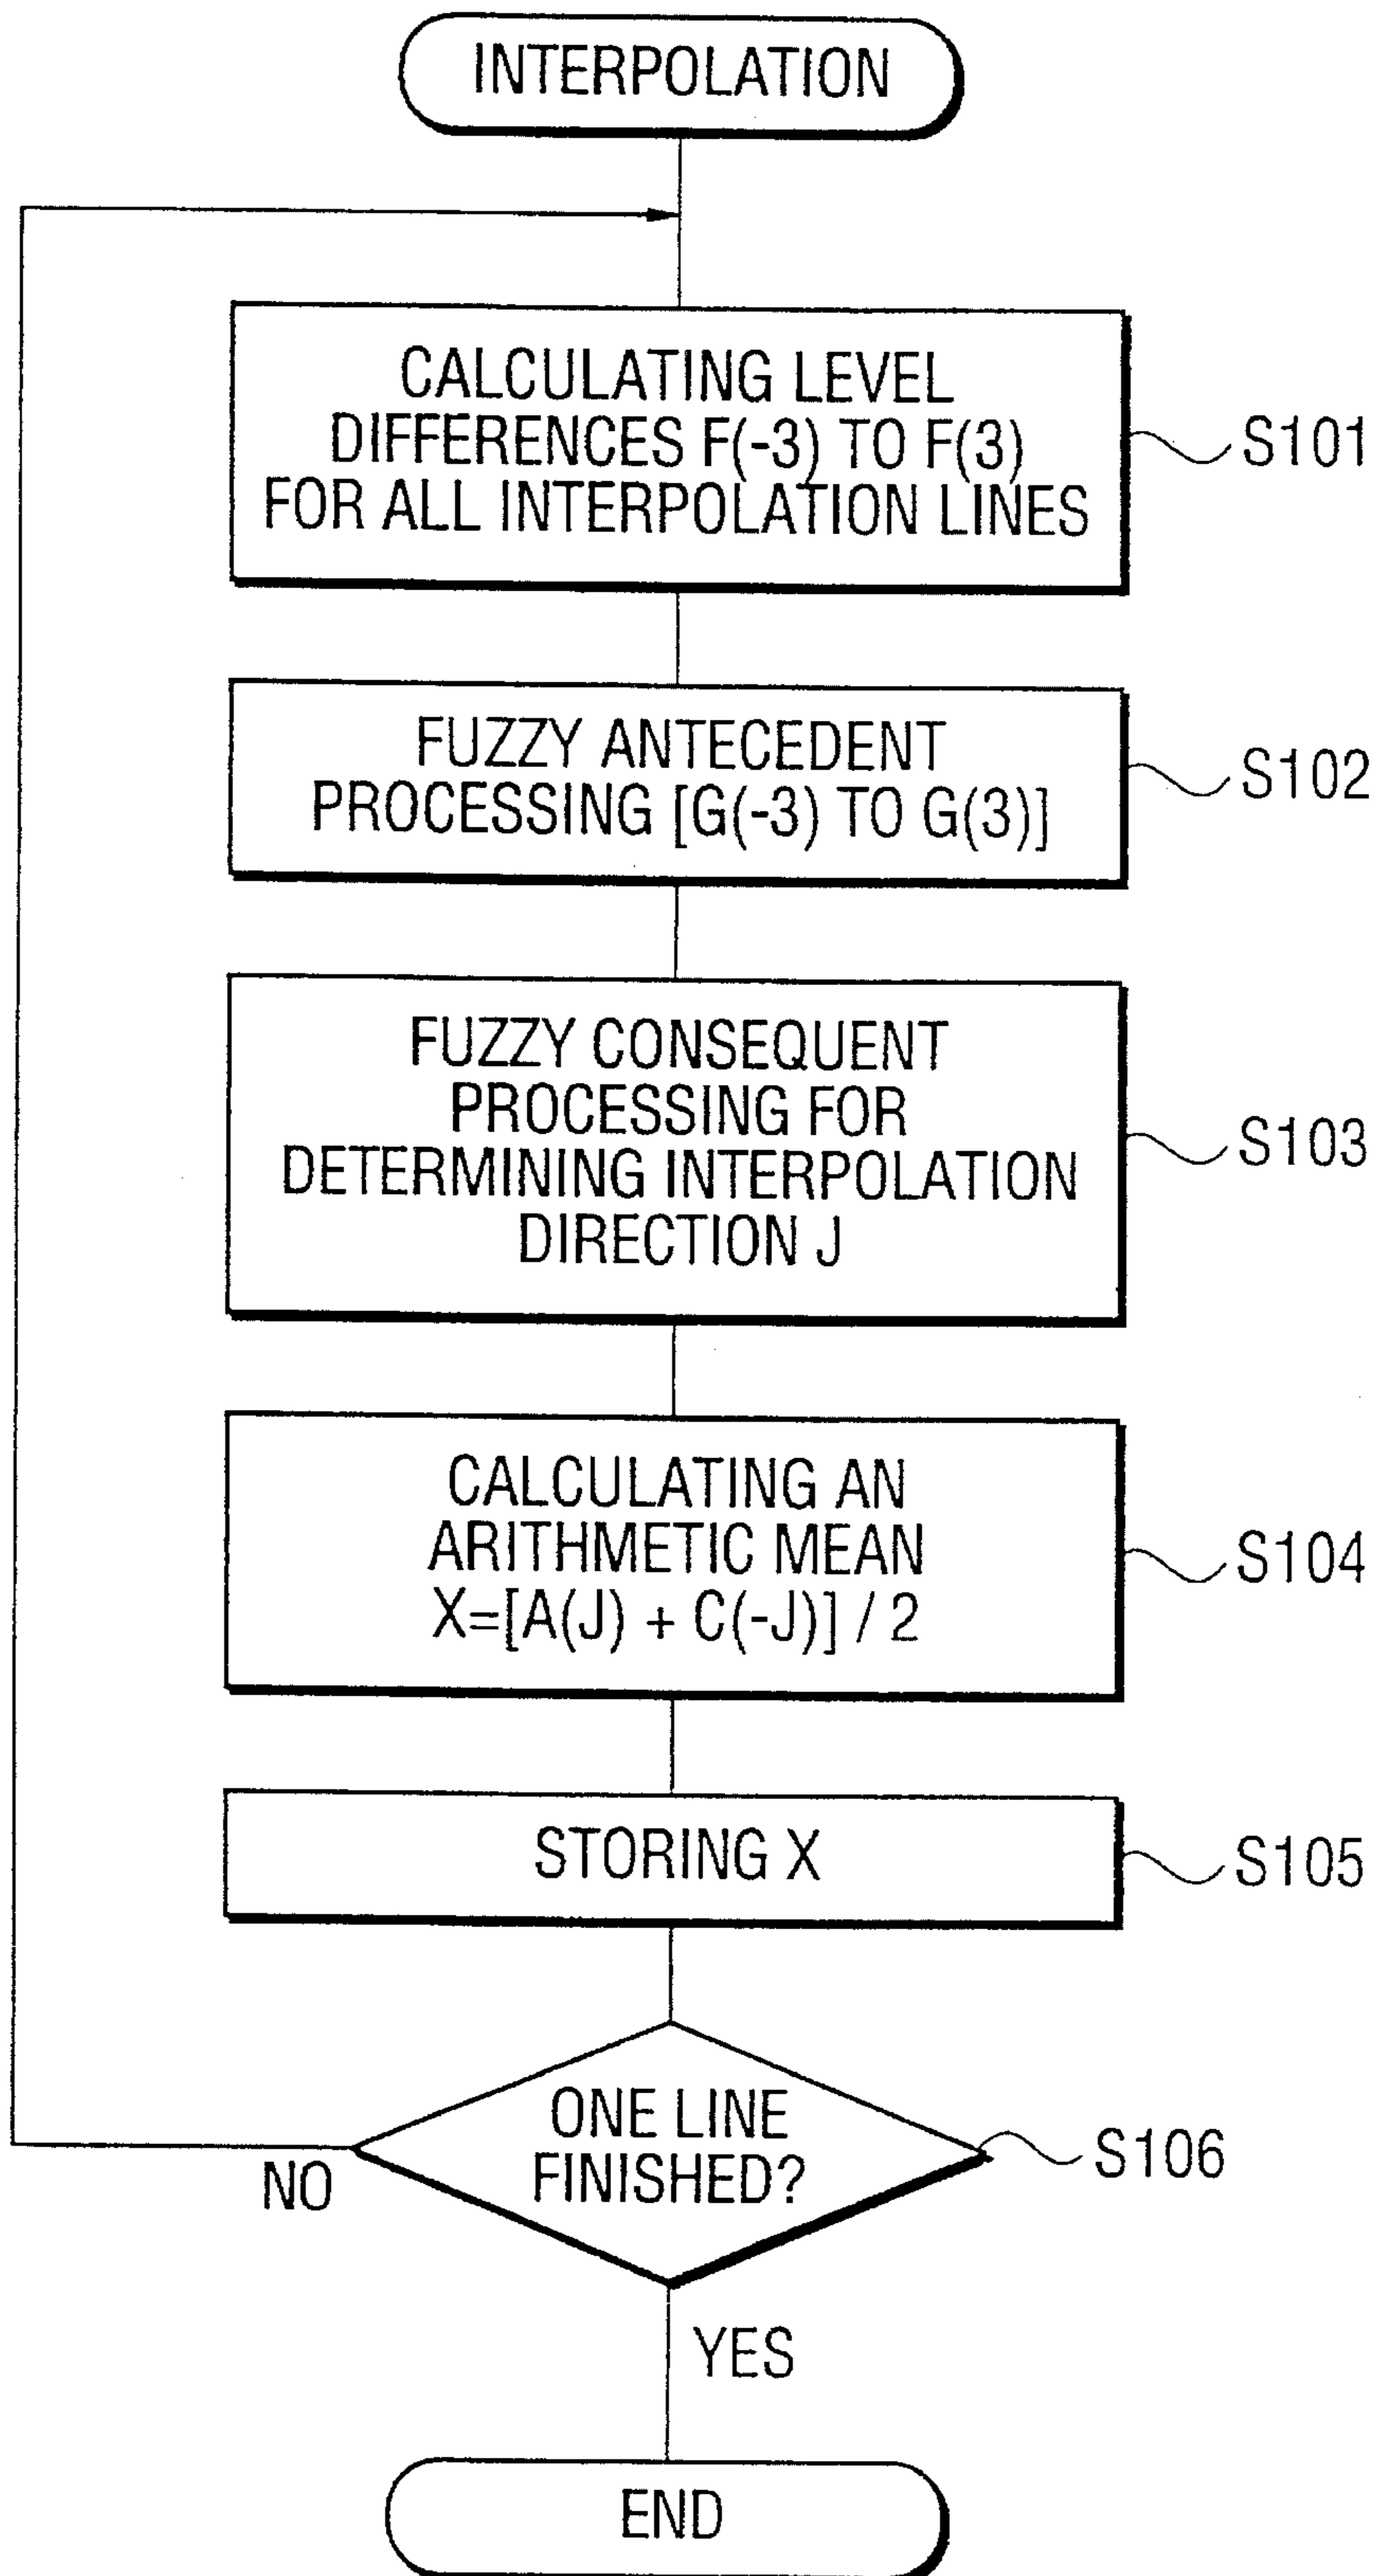 INTERPOLATION
CALCULATING LEVEL
DIFFERENCES F(-3) TO F(3)
FOR ALL INTERPOLATION LINES
S101
FUZZY ANTECEDENT
PROCESSING [G(-3) TO G(3)]
S102
FUZZY CONSEQUENT
PROCESSING FOR
DETERMINING INTERPOLATION
DIRECTION J
S103
CALCULATING AN
ARITHMETIC MEAN
X=[A(J) + C(-J)] / 2
S104
STORING X
S105
ONE LINE
FINISHED?
S106
NO
YES
END